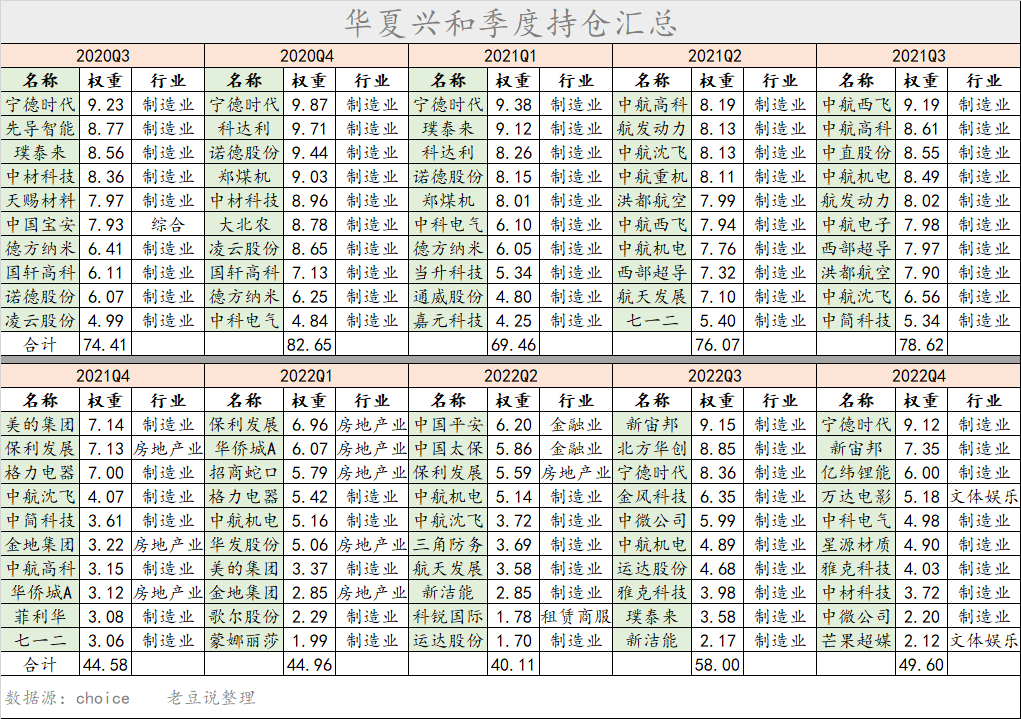 华夏兴和季度持仓汇总
2020Q3 2020Q4 2021Q1 2021Q2 2021Q3
名称 权重 行业 名称 权重 行业 名称 权重 行业 名称 权重 行业 名称 权重 行业
宁德时代 9.23 制造业 宁德时代 9.87 制造业 宁德时代 9.38 制造业 中航高科 8.19 制造业 中航西飞 9.19 制造业
先导智能 8.77 制造业 科达利 9.71 制造业 璞泰来 9.12 制造业 航发动力 8.13 制造业 中航高科 8.61 制造业
璞泰来 8.56 制造业 诺德股份 9.44 制造业 科达利 8.26 制造业 中航沈飞 8.13 制造业 中直股份 8.55 制造业
中材科技 8.36 制造业 郑煤机 9.03 制造业 诺德股份 8.15 制造业 中航重机 8.11 制造业 中航机电 8.49 制造业
天赐材料 7.97 制造业 中材科技 8.96 制造业 郑煤机 8.01 制造业 洪都航空 7.99 制造业 航发动力 8.02 制造业
中国宝安 7.93 综合 大北农 8.78 制造业 中科电气 6.10 制造业 中航西飞 7.94 制造业 中航电子 7.98 制造业
德方纳米 6.41 制造业 凌云股份 8.65 制造业 德方纳米 6.05 制造业 中航机电 7.76 制造业 西部超导 7.97 制造业
国轩高科 6.11 制造业 国轩高科 7.13 制造业 当升科技 5.34 制造业 西部超导 7.32 制造业 洪都航空 7.90 制造业
诺德股份 6.07 制造业 德方纳米 6.25 制造业 通威股份 4.80 制造业 航天发展 7.10 制造业 中航沈飞 6.56 制造业
凌云股份 4.99 制造业 中科电气 4.84 制造业 嘉元科技 4.25 制造业 七一二 5.40 制造业 中简科技 5.34 制造业
合计 74.41 82.65 69.46 76.07 78.62
2021Q4 2022Q1 2022Q2 2022Q3 2022Q4
名称 权重 行业 名称 权重 行业 名称 权重 行业 名称 权重 行业 名称 权重 行业
美的集团 7.14 制造业 保利发展 6.96 房地产业 中国平安 6.20 金融业 新宙邦 9.15 制造业 宁德时代 9.12 制造业
保利发展 7.13 房地产业 华侨城A 6.07 房地产业 中国太保 5.86 金融业 北方华创 8.85 制造业 新宙邦 7.35 制造业
格力电器 7.00 制造业 招商蛇口 5.79 房地产业 保利发展 5.59 房地产业 宁德时代 8.36 制造业 亿纬锂能 6.00 制造业
中航沈飞 4.07 制造业 格力电器 5.42 制造业 中航机电 5.14 制造业 金风科技 6.35 制造业 万达电影 5.18 文体娱乐
中简科技 3.61 制造业 中航机电 5.16 制造业 中航沈飞 3.72 制造业 中微公司 5.99 制造业 中科电气 4.98 制造业
金地集团 3.22 房地产业 华发股份 5.06 房地产业 三角防务 3.69 制造业 中航机电 4.89 制造业 星源材质 4.90 制造业
中航高科 3.15 制造业 美的集团 3.37 制造业 航天发展 3.58 制造业 运达股份 4.68 制造业 雅克科技 4.03 制造业
华侨城A 3.12 房地产业 金地集团 2.85 房地产业 新洁能 2.85 制造业 雅克科技 3.98 制造业 中材科技 3.72 制造业
菲利华 3.08 制造业 歌尔股份 2.29 制造业 科锐国际 1.78 租赁商服 璞泰来 3.58 制造业 中微公司 2.20 制造业
七一二 3.06 制造业 蒙娜丽莎 1.99 制造业 运达股份 1.70 制造业 新洁能 2.17 制造业 芒果超媒 2.12 文体娱乐
合计 44.58 44.96 40.11 58.00 49.60
数据源：choice 老豆说整理